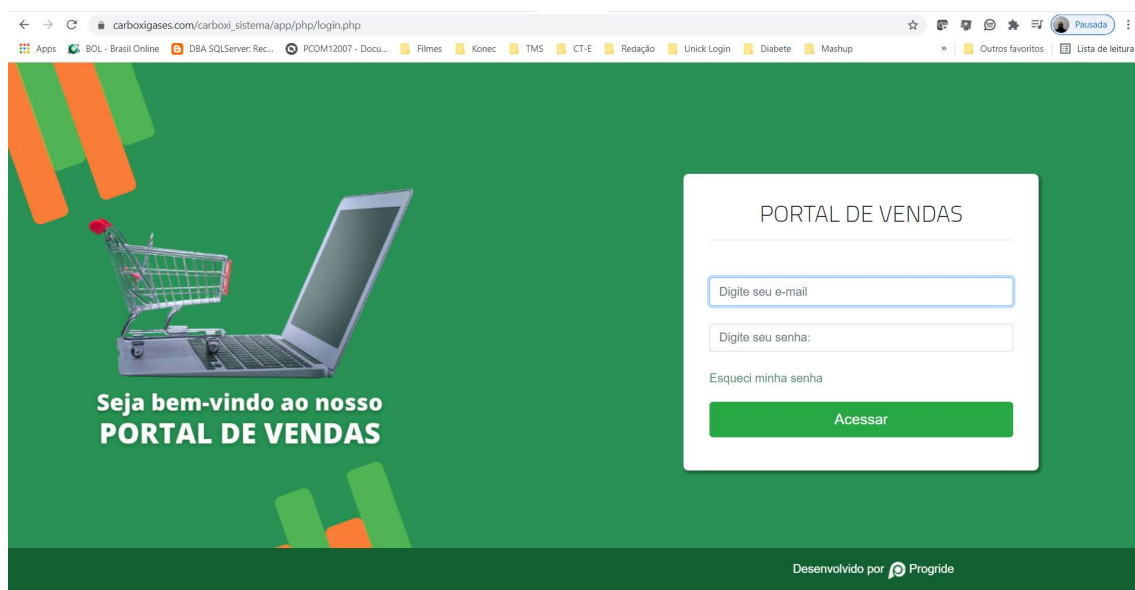 carboxigases.com/carboxi_sistema/app/php/login.php
Pausada
Apps BOL - Brasil Online DBA SQLServer: Rec... PCOM12007 - Docu... Filmes Konec TMS CT-E Redação Unick Login Diabete Mashup » Outros favoritos Lista de leitura
PORTAL DE VENDAS
Digite seu e-mail
Digite seu senha:
Esqueci minha senha
Acessar
Seja bem-vindo ao nosso
PORTAL DE VENDAS
Desenvolvido por Progride